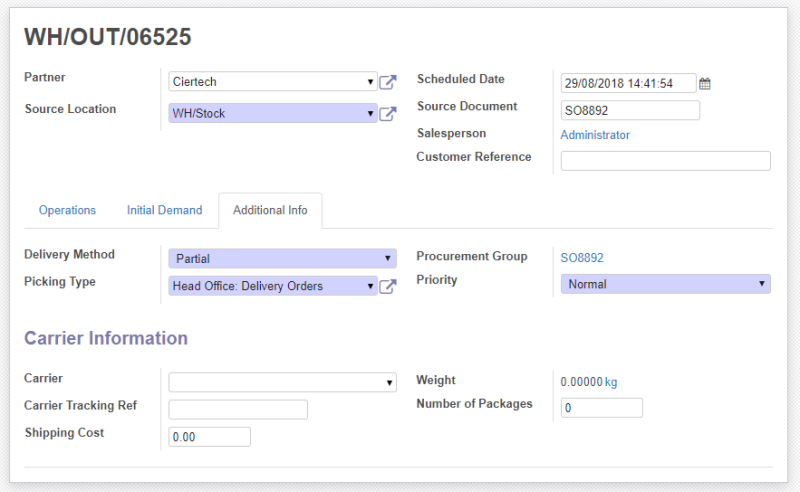 WH/OUT/06525
Partner
Ciertech
Scheduled Date
29/08/2018 14:41:54
Source Location
WH/Stock
Source Document
SO8892
Salesperson
Administrator
Customer Reference
Operations
Initial Demand
Additional Info
Delivery Method
Partial
Procurement Group
SO8892
Picking Type
Head Office: Delivery Orders
Priority
Normal
Carrier Information
Carrier
Weight
0.00000 kg
Carrier Tracking Ref
Number of Packages
0
Shipping Cost
0.00